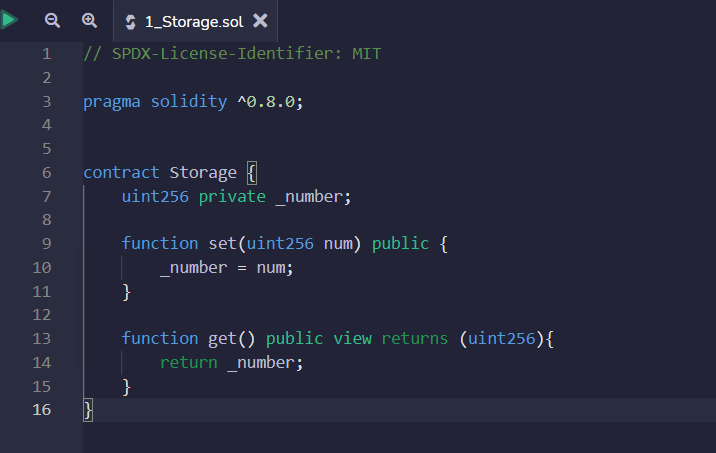 1_Storage.sol
1 // SPDX-License-Identifier: MIT
2
3 pragma solidity ^0.8.0;
4
5
6 contract Storage {
7     uint256 private _number;
8
9     function set(uint256 num) public {
10         _number = num;
11     }
12
13     function get() public view returns (uint256){
14         return _number;
15     }
16 }